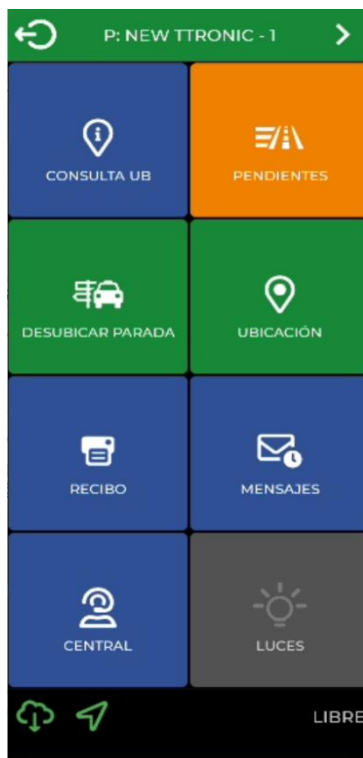 P: NEW TTRONIC - 1
CONSULTA UB
PENDIENTES
DESUBICAR PARADA
UBICACIÓN
RECIBO
MENSAJES
CENTRAL
LUCES
LIBRE